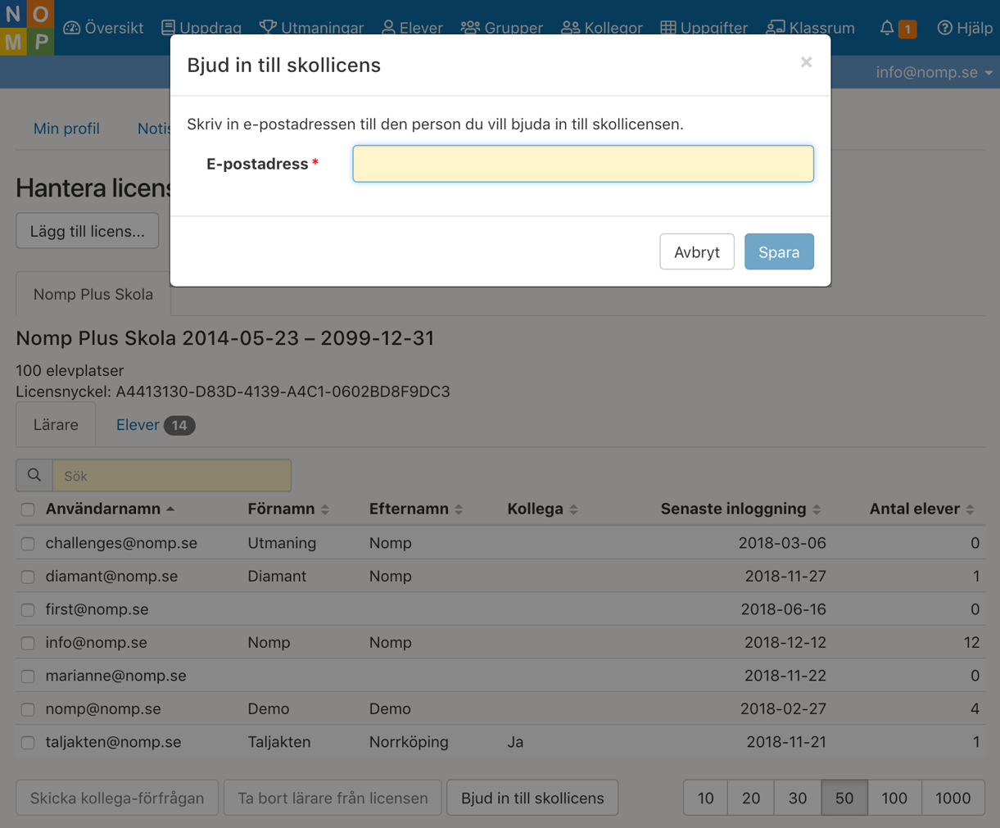 N O
M P
Översikt Uppdrag Utmaningar Elever Grupper Kollegor Uppgifter Klassrum 1 Hjälp
info@nomp.se
Bjud in till skollicens ×
Skriv in e-postadressen till den person du vill bjuda in till skollicensen.
E-postadress *
Avbryt Spara
Min profil Notis
Hantera licens
Lägg till licens...
Nomp Plus Skola
Nomp Plus Skola 2014-05-23 – 2099-12-31
100 elevplatser
Licensnyckel: A4413130-D83D-4139-A4C1-0602BD8F9DC3
Lärare Elever 14
Sök
Användarnamn Förnamn Efternamn Kollega Senaste inloggning Antal elever
challenges@nomp.se Utmaning Nomp 2018-03-06 0
diamant@nomp.se Diamant Nomp 2018-11-27 1
first@nomp.se 2018-06-16 0
info@nomp.se Nomp Nomp 2018-12-12 12
marianne@nomp.se 2018-11-22 0
nomp@nomp.se Demo Demo 2018-02-27 4
taljakten@nomp.se Taljakten Norrköping Ja 2018-11-21 1
Skicka kollega-förfrågan Ta bort lärare från licensen Bjud in till skollicens 10 20 30 50 100 1000